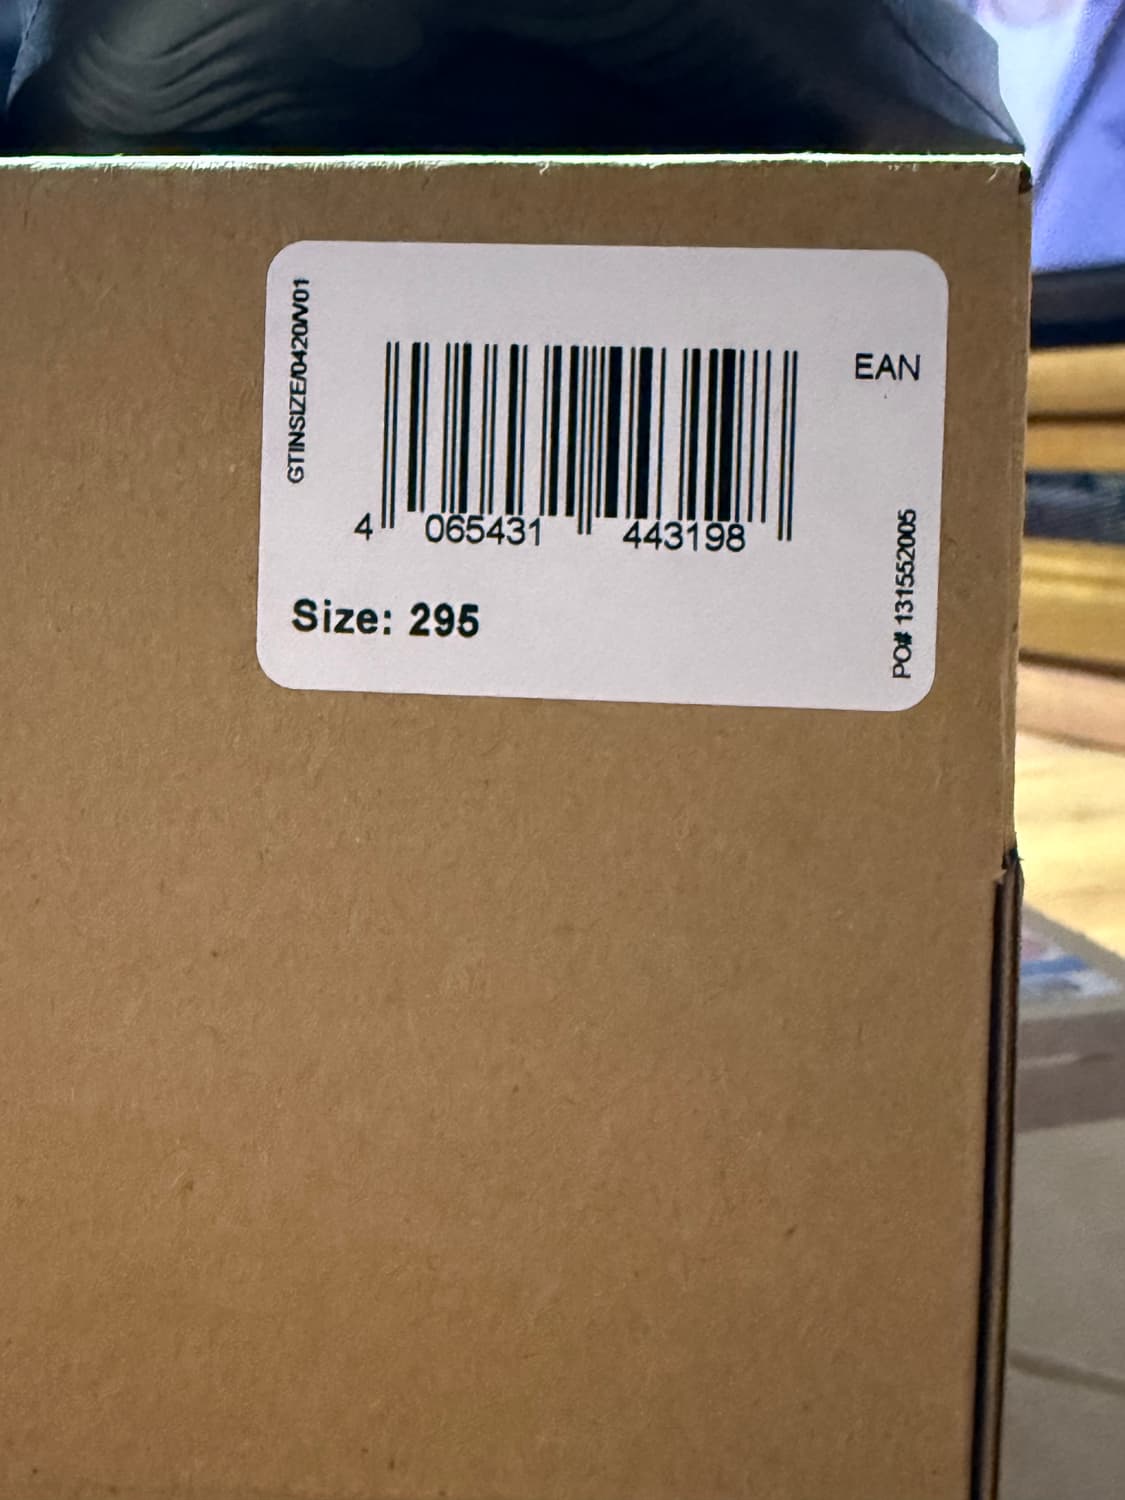 GTINSIZE/0420/V01
EAN
4 065431 443198
Size: 295
PO# 131552005